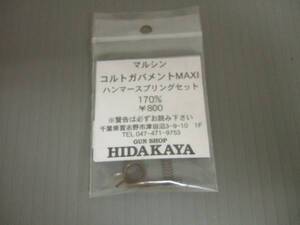 マルシン
コルトガバメントMAXI
ハンマースプリングセット
170%
¥800
※警告は必ずお読み下さい
千葉県習志野市津田沼3-9-10 1F
TEL.047-471-9753
GUN SHOP
HIDAKAYA